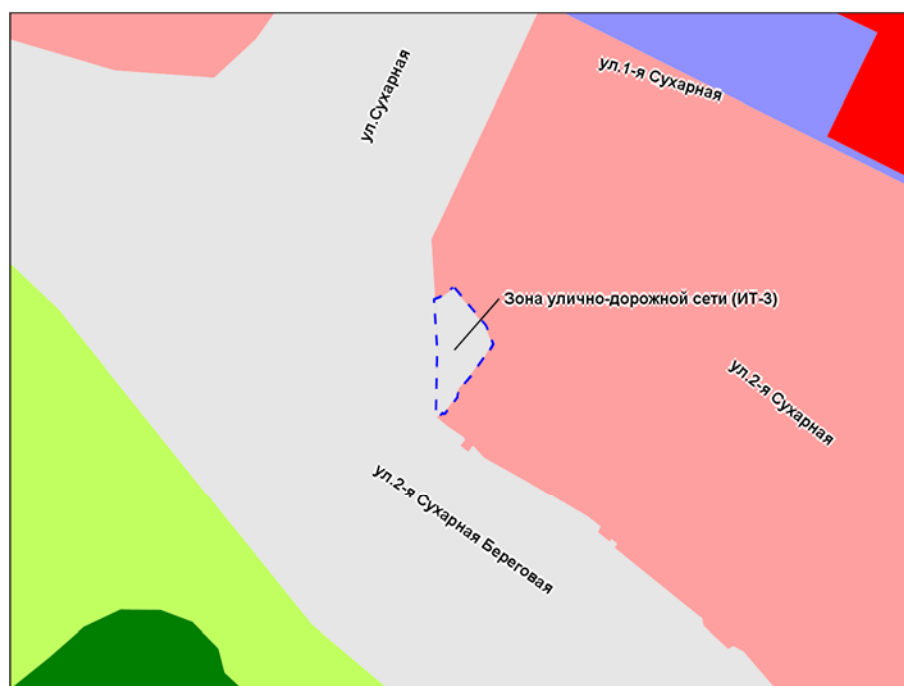 ул.Сухарная
ул.1-я Сухарная
Зона улично-дорожной сети (ИТ-3)
ул.2-я Сухарная
ул.2-я Сухарная Береговая